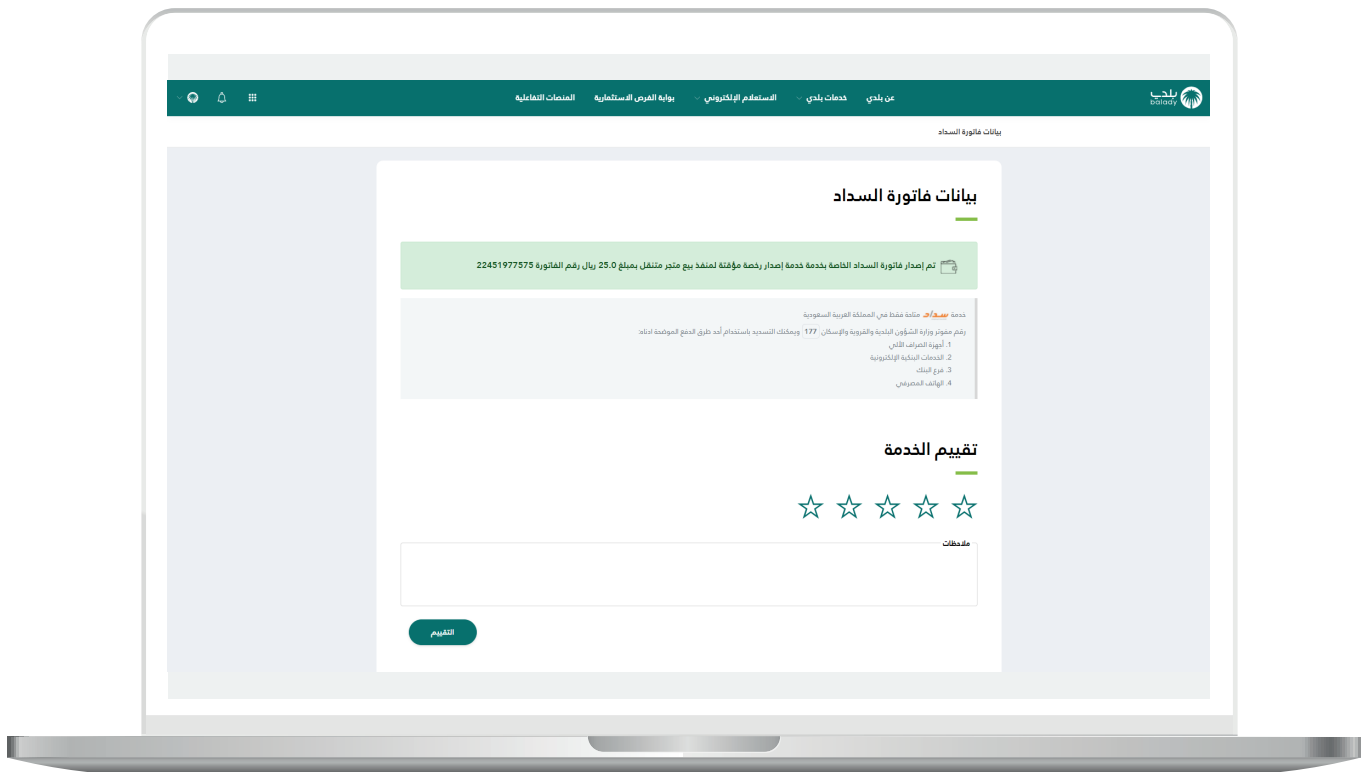 بلدي
balady
عن بلدي
خدمات بلدي
الاستعلام الإلكتروني
بوابة الفرص الاستثمارية
المنصات التفاعلية
بيانات فاتورة السداد
بيانات فاتورة السداد
تم إصدار فاتورة السداد الخاصة بخدمة خدمة إصدار رخصة مؤقتة لمنفذ بيع متجر متنقل بمبلغ 25.0 ريال رقم الفاتورة 22451977575
خدمة سداد متاحة فقط في المملكة العربية السعودية
رقم مفوتر وزارة الشؤون البلدية والقروية والإسكان 177 ويمكنك التسديد باستخدام أحد طرق الدفع الموضحة ادناه:
1. أجهزة الصراف الآلي
2. الخدمات البنكية الإلكترونية
3. فرع البنك
4. الهاتف المصرفي
تقييم الخدمة
ملاحظات
التقييم